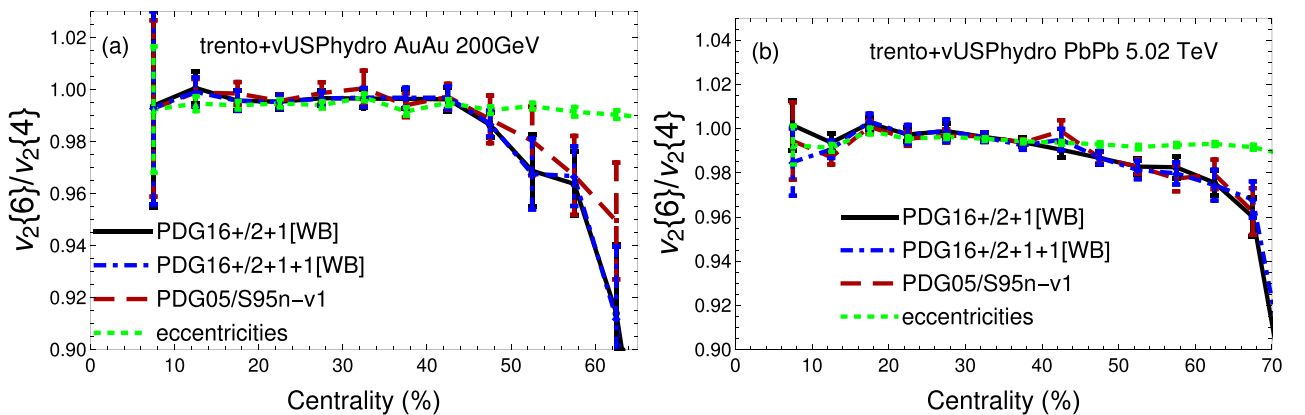 (a) trento+vUSPhydro AuAu 200GeV
v₂{6}/v₂{4}
1.02
1.00
0.98
0.96
0.94
0.92
0.90
PDG16+/2+1[WB]
PDG16+/2+1+1[WB]
PDG05/S95n−v1
eccentricities
0 10 20 30 40 50 60
Centrality (%)
(b) trento+vUSPhydro PbPb 5.02 TeV
v₂{6}/v₂{4}
1.04
1.02
1.00
0.98
0.96
0.94
0.92
0.90
PDG16+/2+1[WB]
PDG16+/2+1+1[WB]
PDG05/S95n−v1
eccentricities
0 10 20 30 40 50 60 70
Centrality (%)